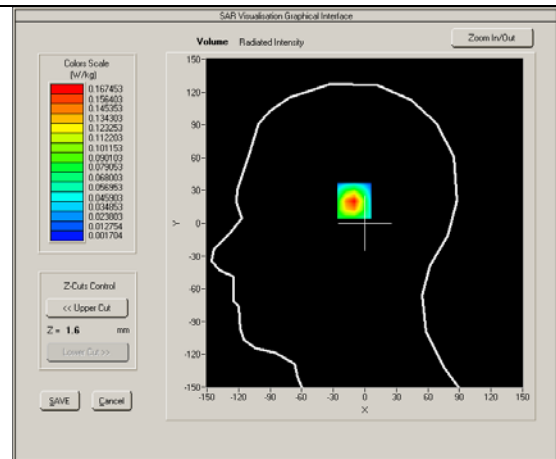 SAR Visualisation Graphical Interface
Volume Radiated Intensity
Zoom In/Out
Colors Scale
(W/kg)
0.167453
0.156403
0.145353
0.134303
0.123253
0.112203
0.101153
0.090103
0.079053
0.068003
0.056953
0.045903
0.034853
0.023803
0.012754
0.001704
Z-Cuts Control
<< Upper Cut
Z = 1.6 mm
Lower Cut >>
SAVE Cancel
150
120
90
60
30
0
-30
-60
-90
-120
-150
Y
-150 -120 -90 -60 -30 0 30 60 90 120 150
X